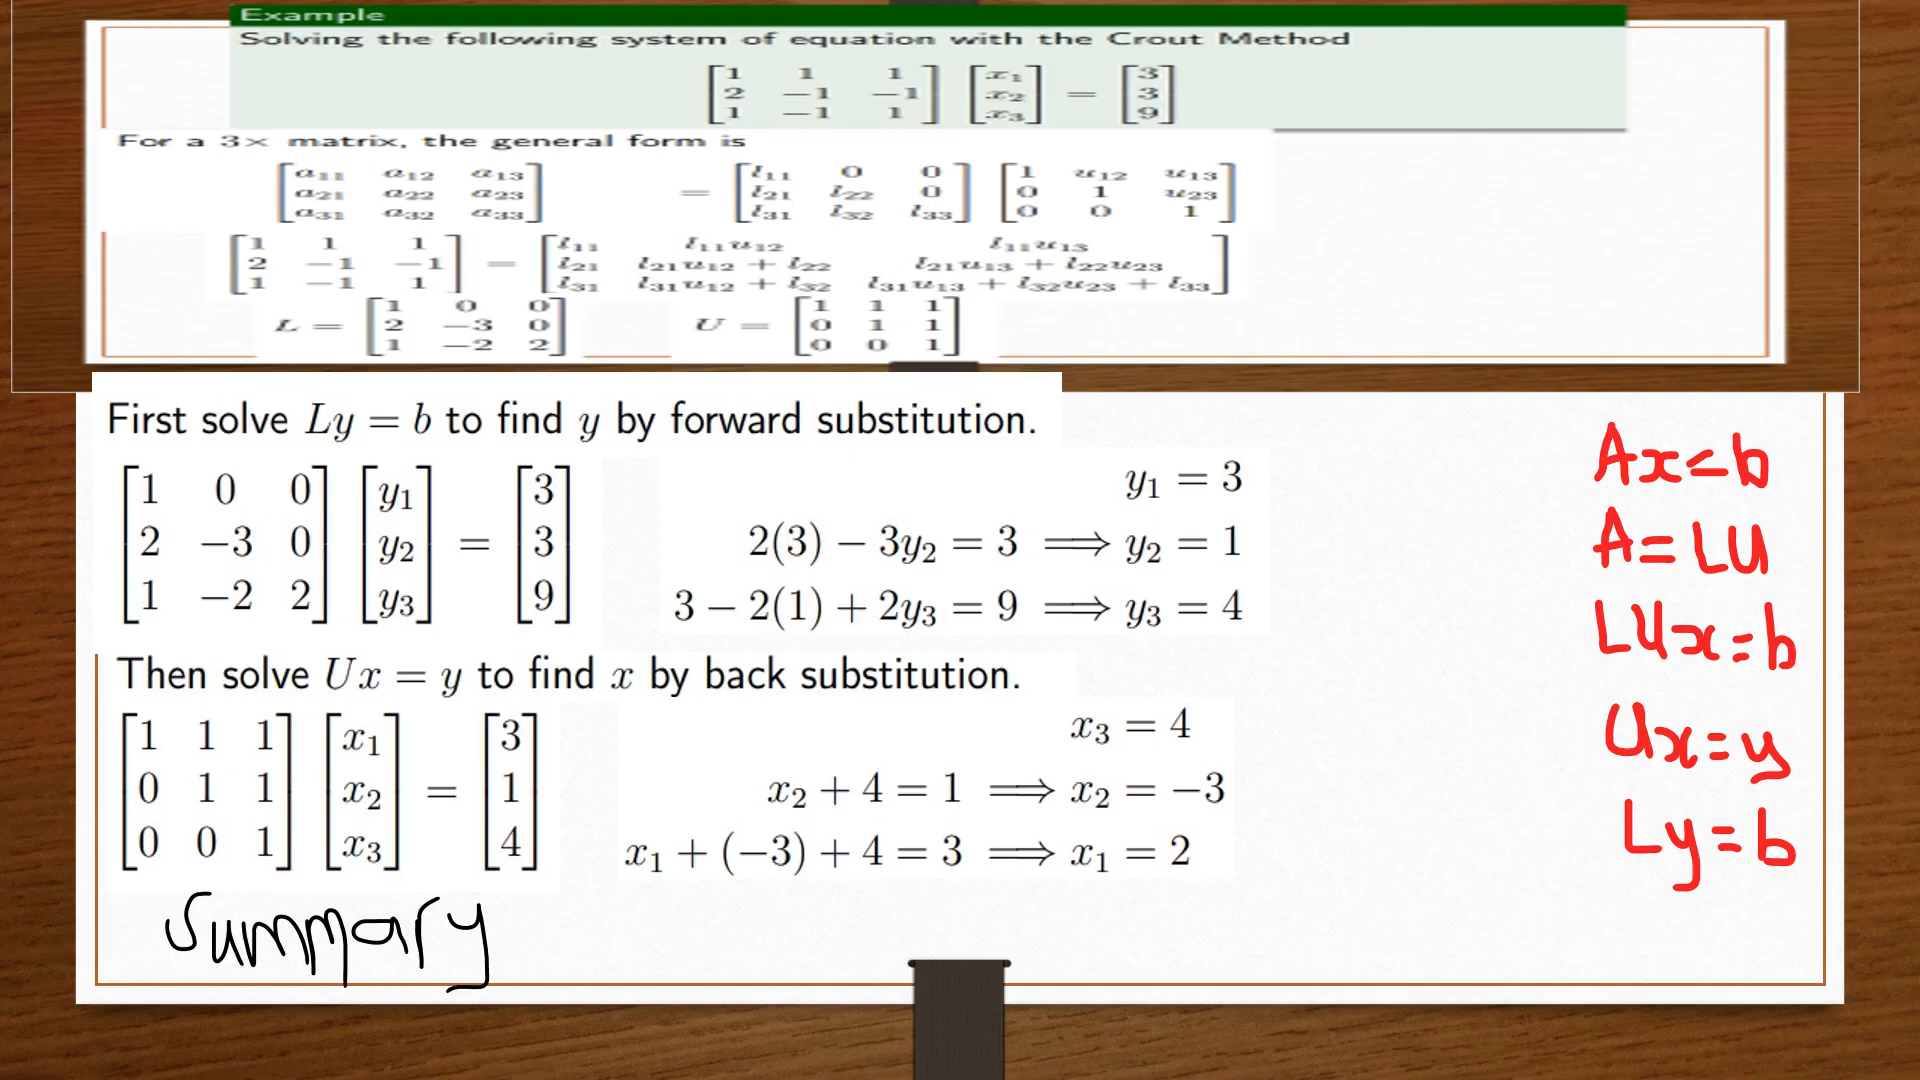 Example
Solving the following system of equation with the Crout Method
[1 1 1; 2 −1 −1; 1 −1 1] [x₁; x₂; x₃] = [3; 3; 9]
For a 3× matrix, the general form is
[a₁₁ a₁₂ a₁₃; a₂₁ a₂₂ a₂₃; a₃₁ a₃₂ a₃₃] = [l₁₁ 0 0; l₂₁ l₂₂ 0; l₃₁ l₃₂ l₃₃] [1 u₁₂ u₁₃; 0 1 u₂₃; 0 0 1]
[1 1 1; 2 −1 −1; 1 −1 1] = [l₁₁ l₁₁u₁₂ l₁₁u₁₃; l₂₁ l₂₁u₁₂ + l₂₂ l₂₁u₁₃ + l₂₂u₂₃; l₃₁ l₃₁u₁₂ + l₃₂ l₃₁u₁₃ + l₃₂u₂₃ + l₃₃]
L = [1 0 0; 2 −3 0; 1 −2 2] U = [1 1 1; 0 1 1; 0 0 1]
First solve Ly = b to find y by forward substitution.
[1 0 0; 2 −3 0; 1 −2 2] [y₁; y₂; y₃] = [3; 3; 9]
y₁ = 3
2(3) − 3y₂ = 3 ⟹ y₂ = 1
3 − 2(1) + 2y₃ = 9 ⟹ y₃ = 4
Then solve Ux = y to find x by back substitution.
[1 1 1; 0 1 1; 0 0 1] [x₁; x₂; x₃] = [3; 1; 4]
x₃ = 4
x₂ + 4 = 1 ⟹ x₂ = −3
x₁ + (−3) + 4 = 3 ⟹ x₁ = 2
Summary
Ax=b
A=LU
LUx=b
Ux=y
Ly=b